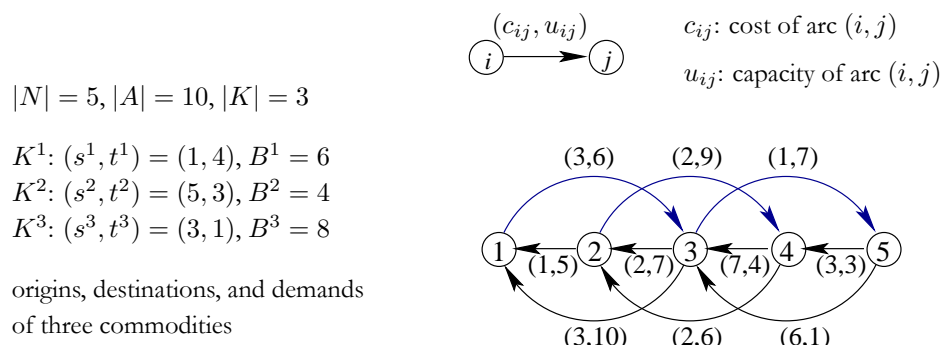 (c_{ij}, u_{ij})
i
j
c_{ij}: cost of arc (i, j)
u_{ij}: capacity of arc (i, j)
|N| = 5, |A| = 10, |K| = 3
K^1: (s^1, t^1) = (1, 4), B^1 = 6
K^2: (s^2, t^2) = (5, 3), B^2 = 4
K^3: (s^3, t^3) = (3, 1), B^3 = 8
origins, destinations, and demands
of three commodities
(3,6) (2,9) (1,7)
1 2 3 4 5
(1,5) (2,7) (7,4) (3,3)
(3,10) (2,6) (6,1)